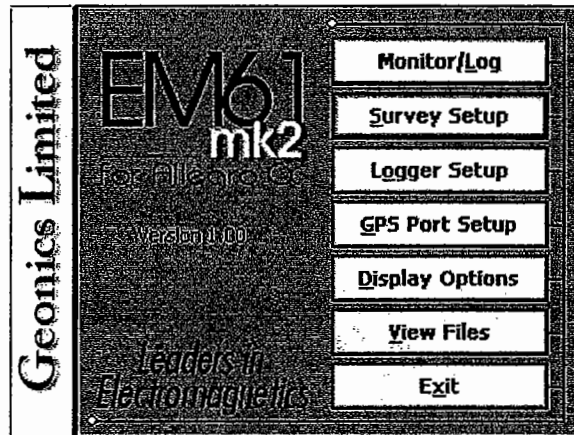 Geonics Limited
EM61
mk2
For Allegro Cx
Version 1.00
Leaders in
Electromagnetics
Monitor/Log
Survey Setup
Logger Setup
GPS Port Setup
Display Options
View Files
Exit